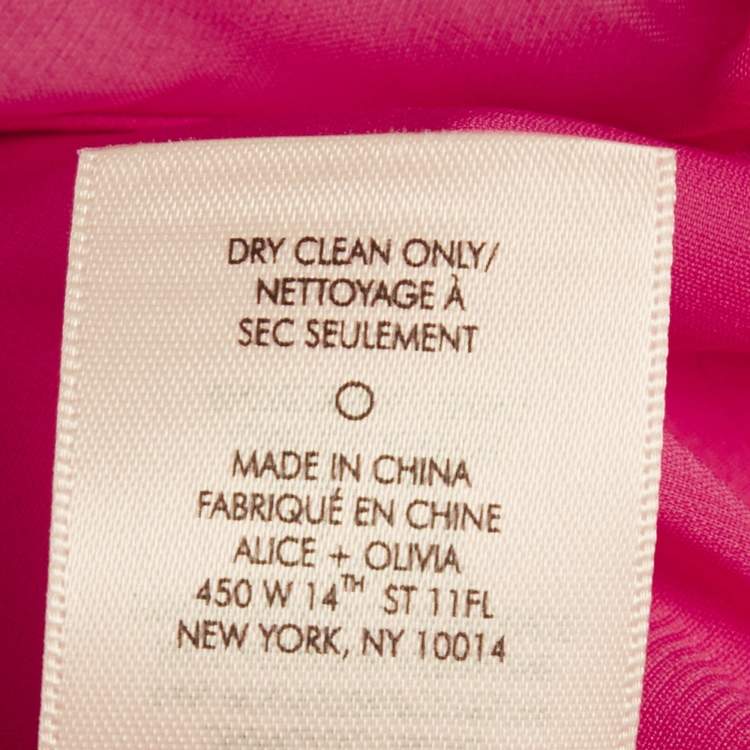 DRY CLEAN ONLY/
NETTOYAGE À
SEC SEULEMENT
MADE IN CHINA
FABRIQUÉ EN CHINE
ALICE + OLIVIA
450 W 14TH ST 11FL
NEW YORK, NY 10014